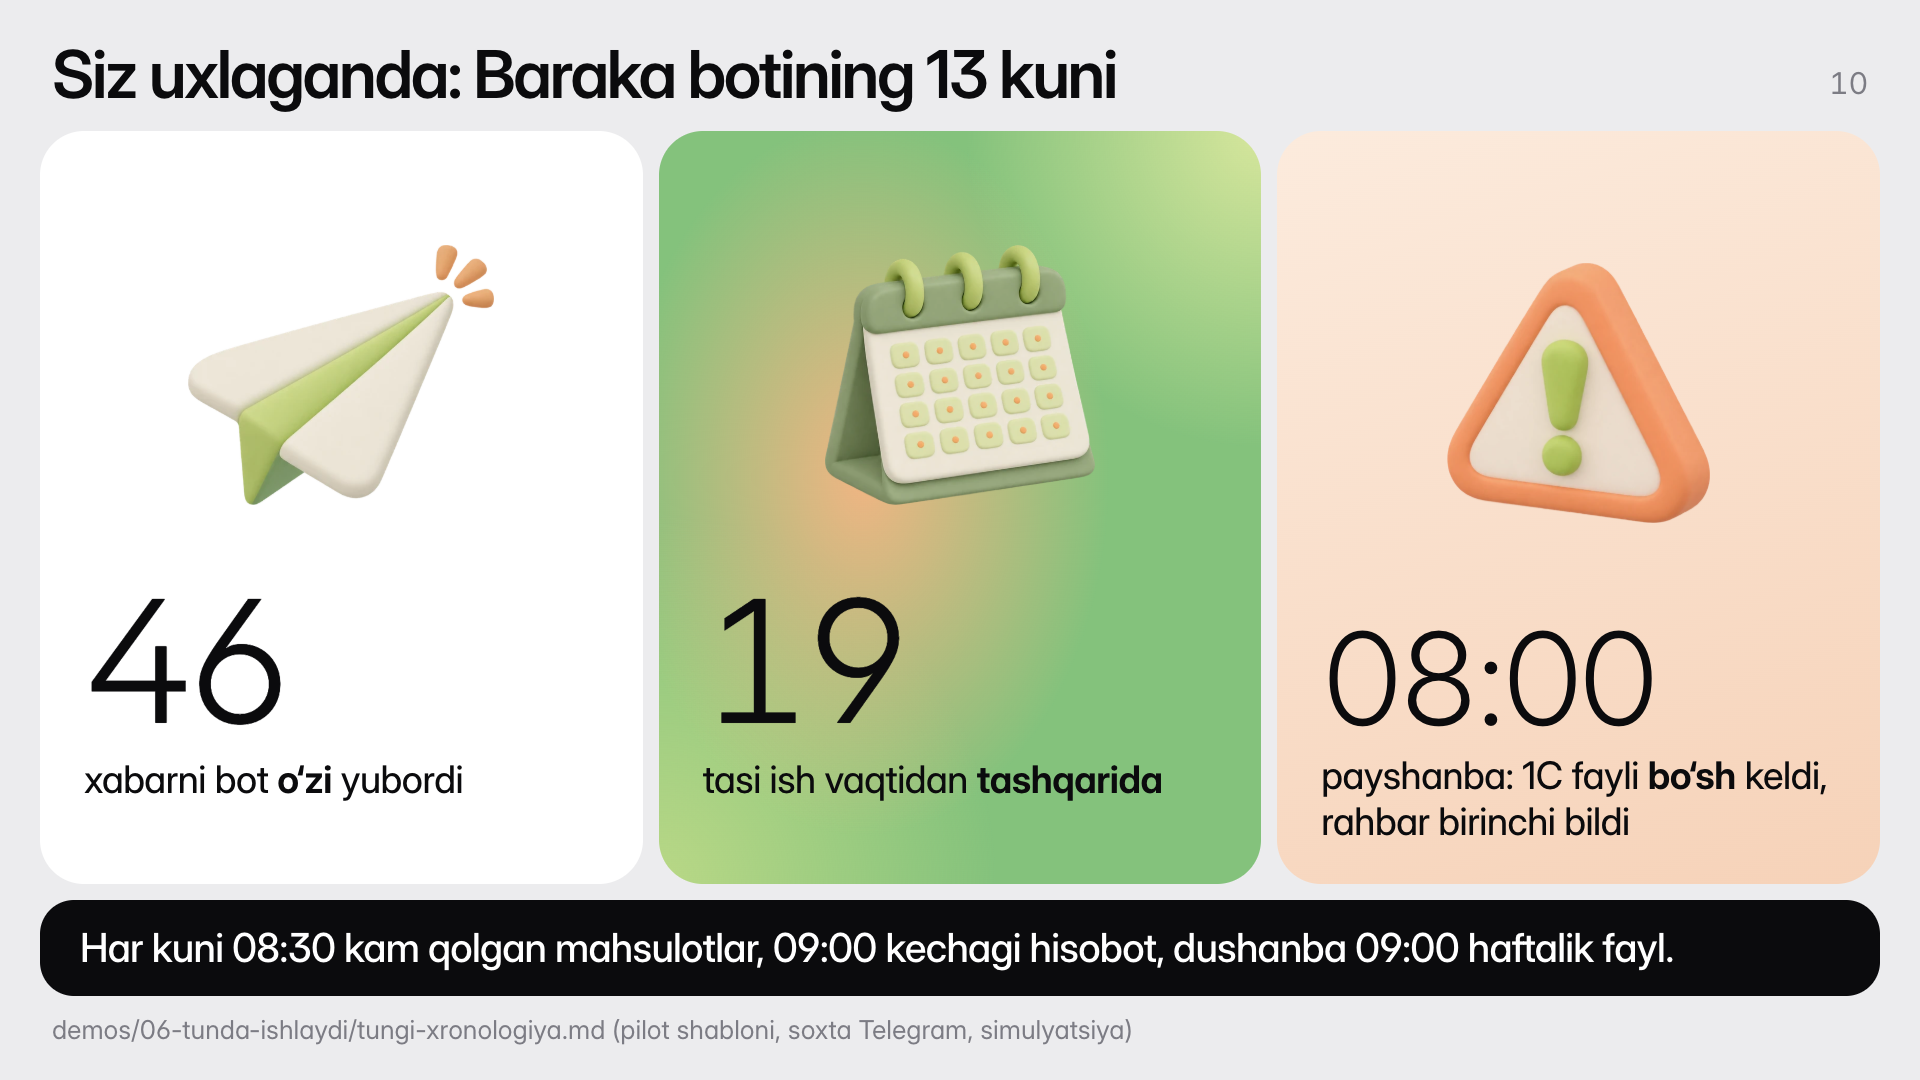 Siz uxlaganda: Baraka botining 13 kuni
10
46
xabarni bot o‘zi yubordi
19
tasi ish vaqtidan tashqarida
08:00
payshanba: 1C fayli bo‘sh keldi,
rahbar birinchi bildi
Har kuni 08:30 kam qolgan mahsulotlar, 09:00 kechagi hisobot, dushanba 09:00 haftalik fayl.
demos/06-tunda-ishlaydi/tungi-xronologiya.md (pilot shabloni, soxta Telegram, simulyatsiya)